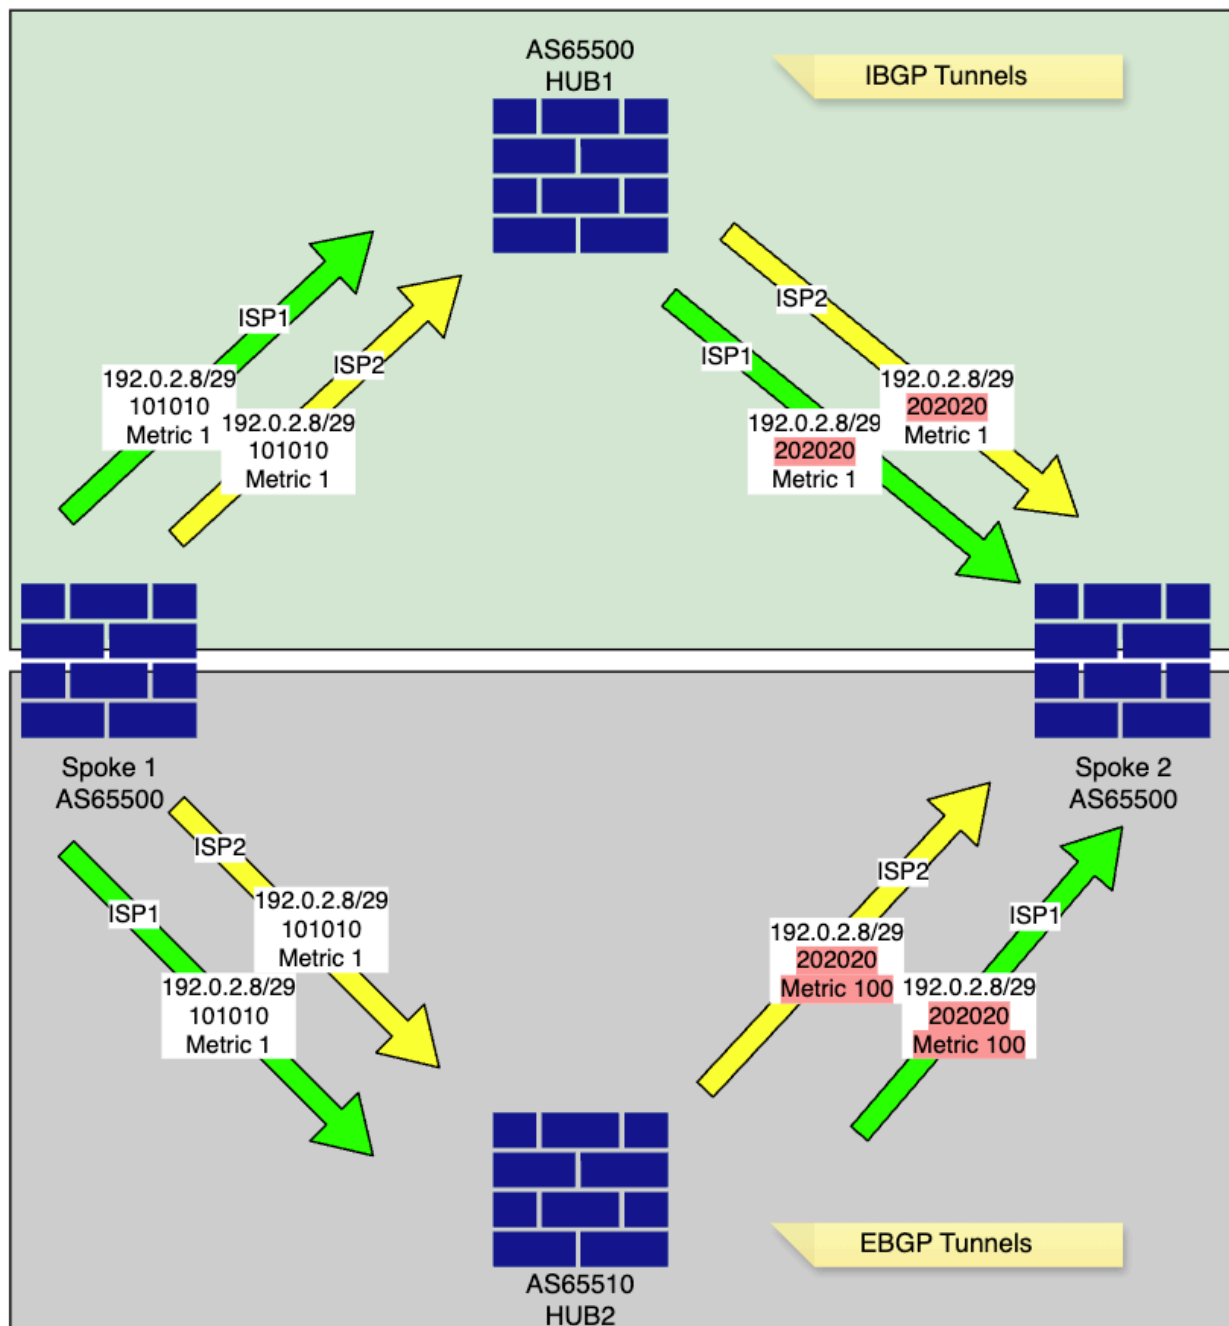 AS65500
HUB1
IBGP Tunnels
ISP1
ISP2
192.0.2.8/29
101010
Metric 1
192.0.2.8/29
101010
Metric 1
ISP2
ISP1
192.0.2.8/29
202020
Metric 1
192.0.2.8/29
202020
Metric 1
Spoke 1
AS65500
Spoke 2
AS65500
ISP2
ISP1
192.0.2.8/29
101010
Metric 1
192.0.2.8/29
101010
Metric 1
ISP2
ISP1
192.0.2.8/29
202020
Metric 100
192.0.2.8/29
202020
Metric 100
AS65510
HUB2
EBGP Tunnels